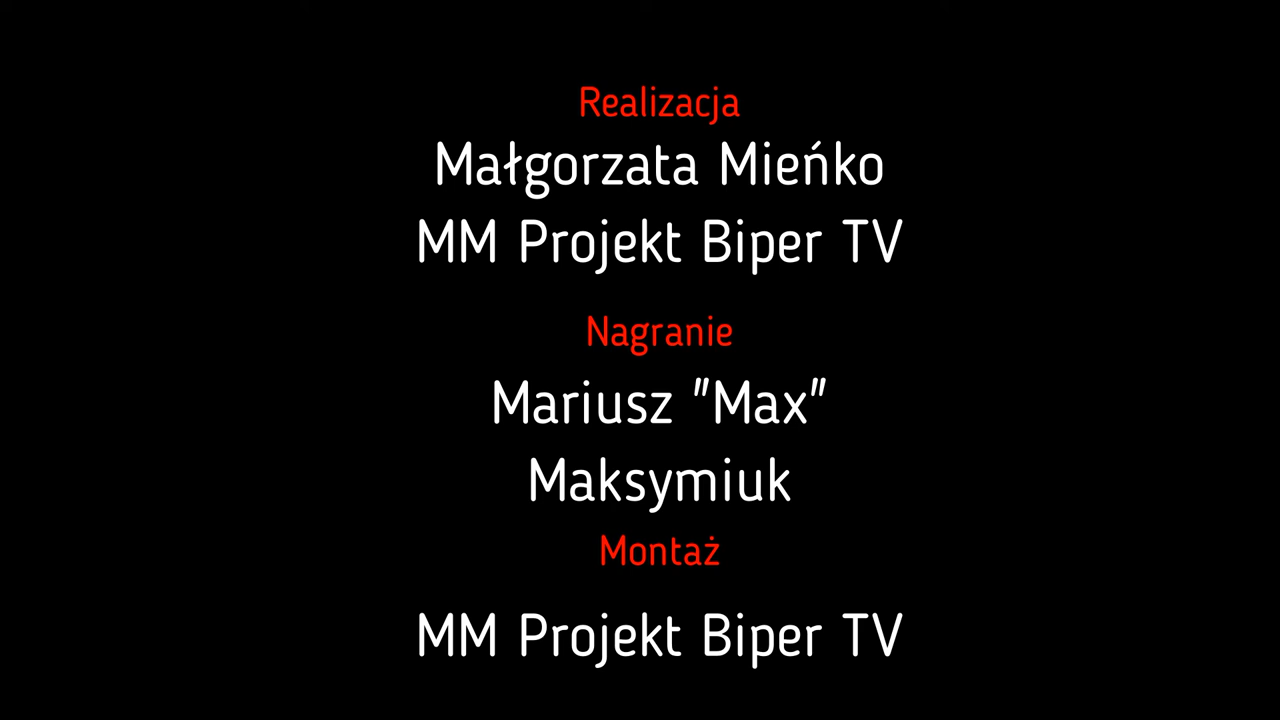 Realizacja
Małgorzata Mieńko
MM Projekt Biper TV
Nagranie
Mariusz "Max"
Maksymiuk
Montaż
MM Projekt Biper TV